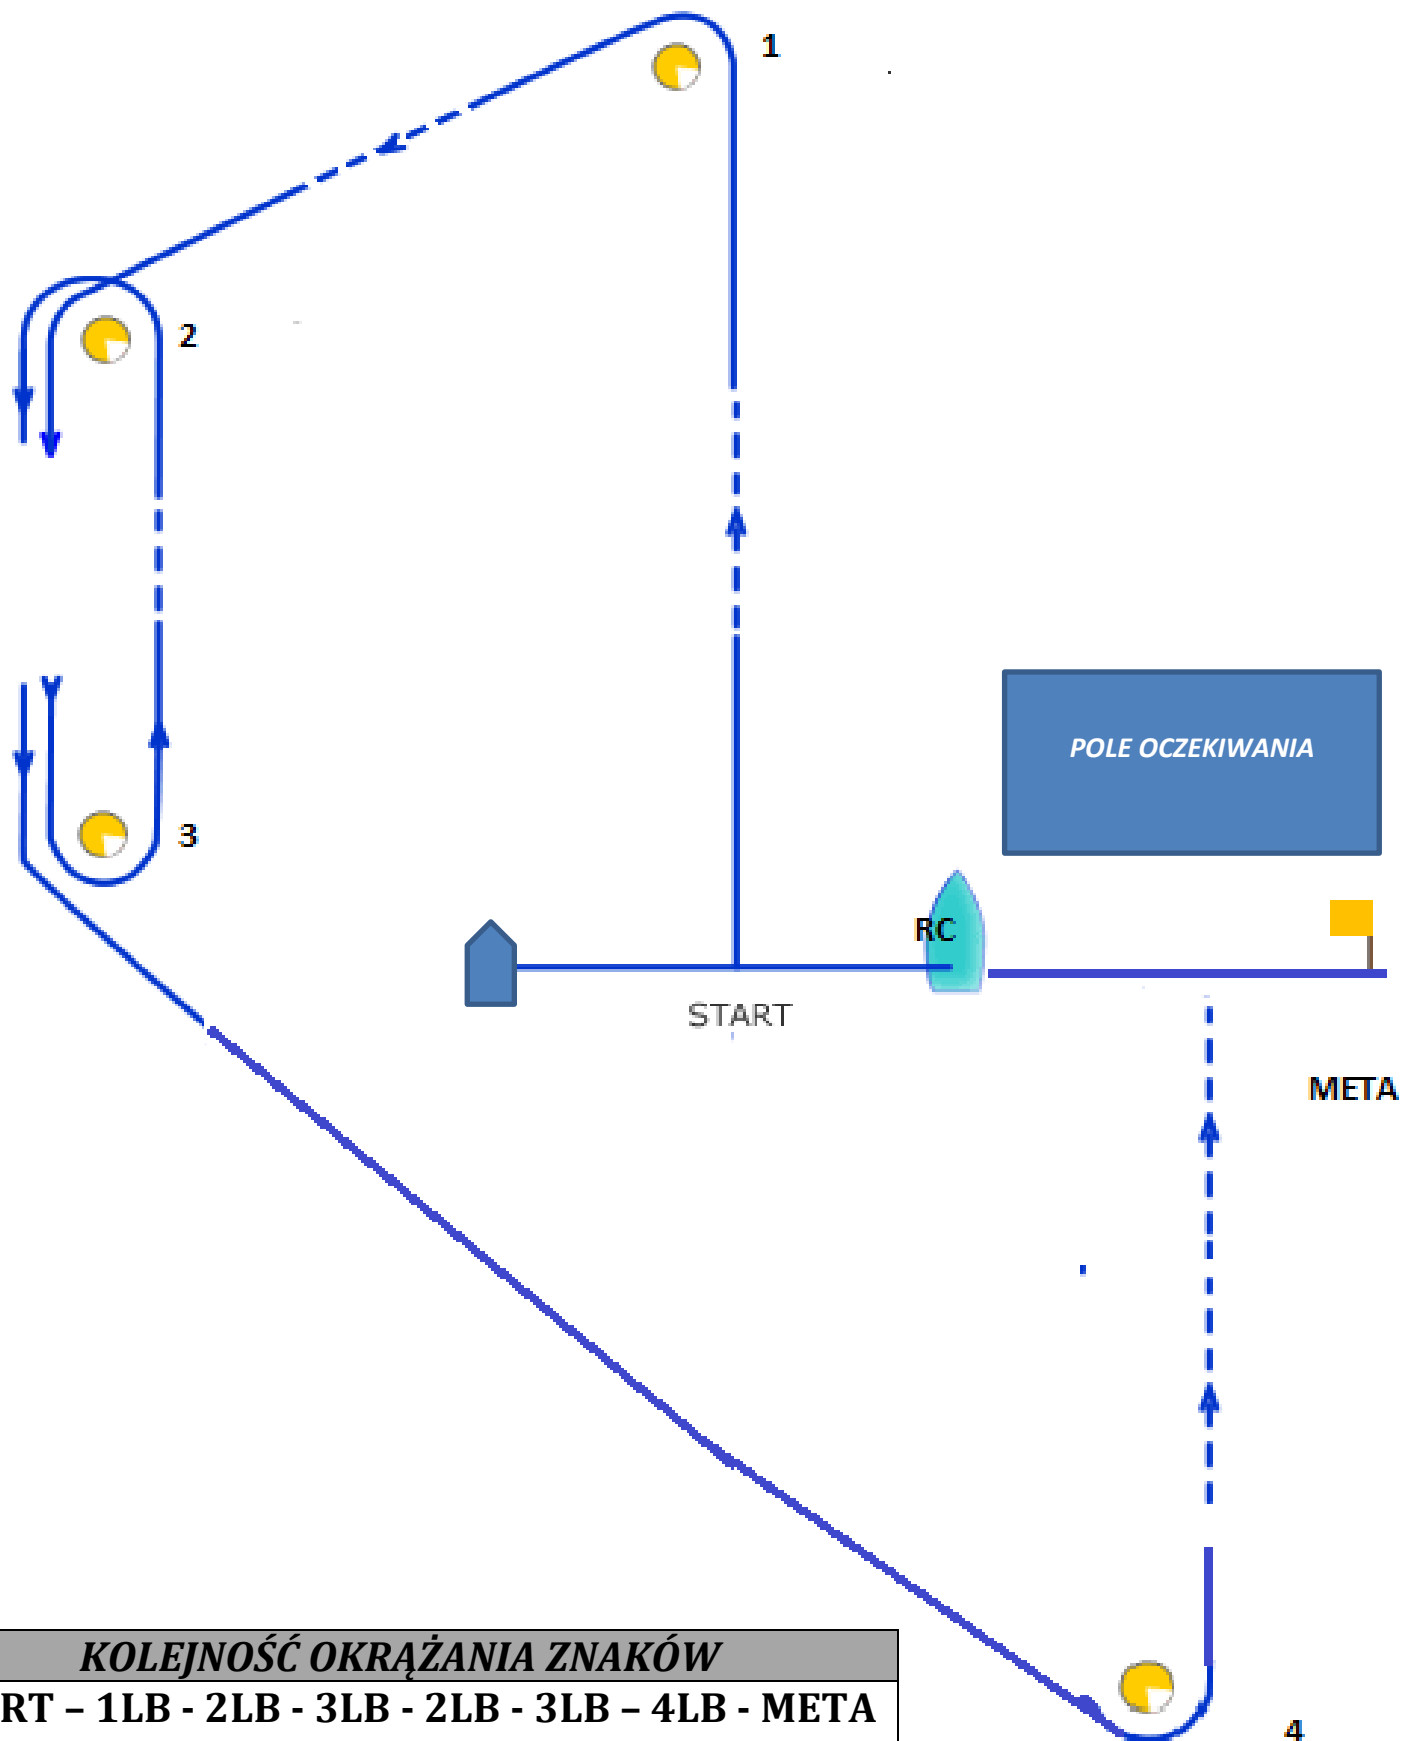 1
2
POLE OCZEKIWANIA
3
RC
START
META
KOLEJNOŚĆ OKRĄŻANIA ZNAKÓW
RT – 1LB - 2LB - 3LB - 2LB - 3LB – 4LB - META
4